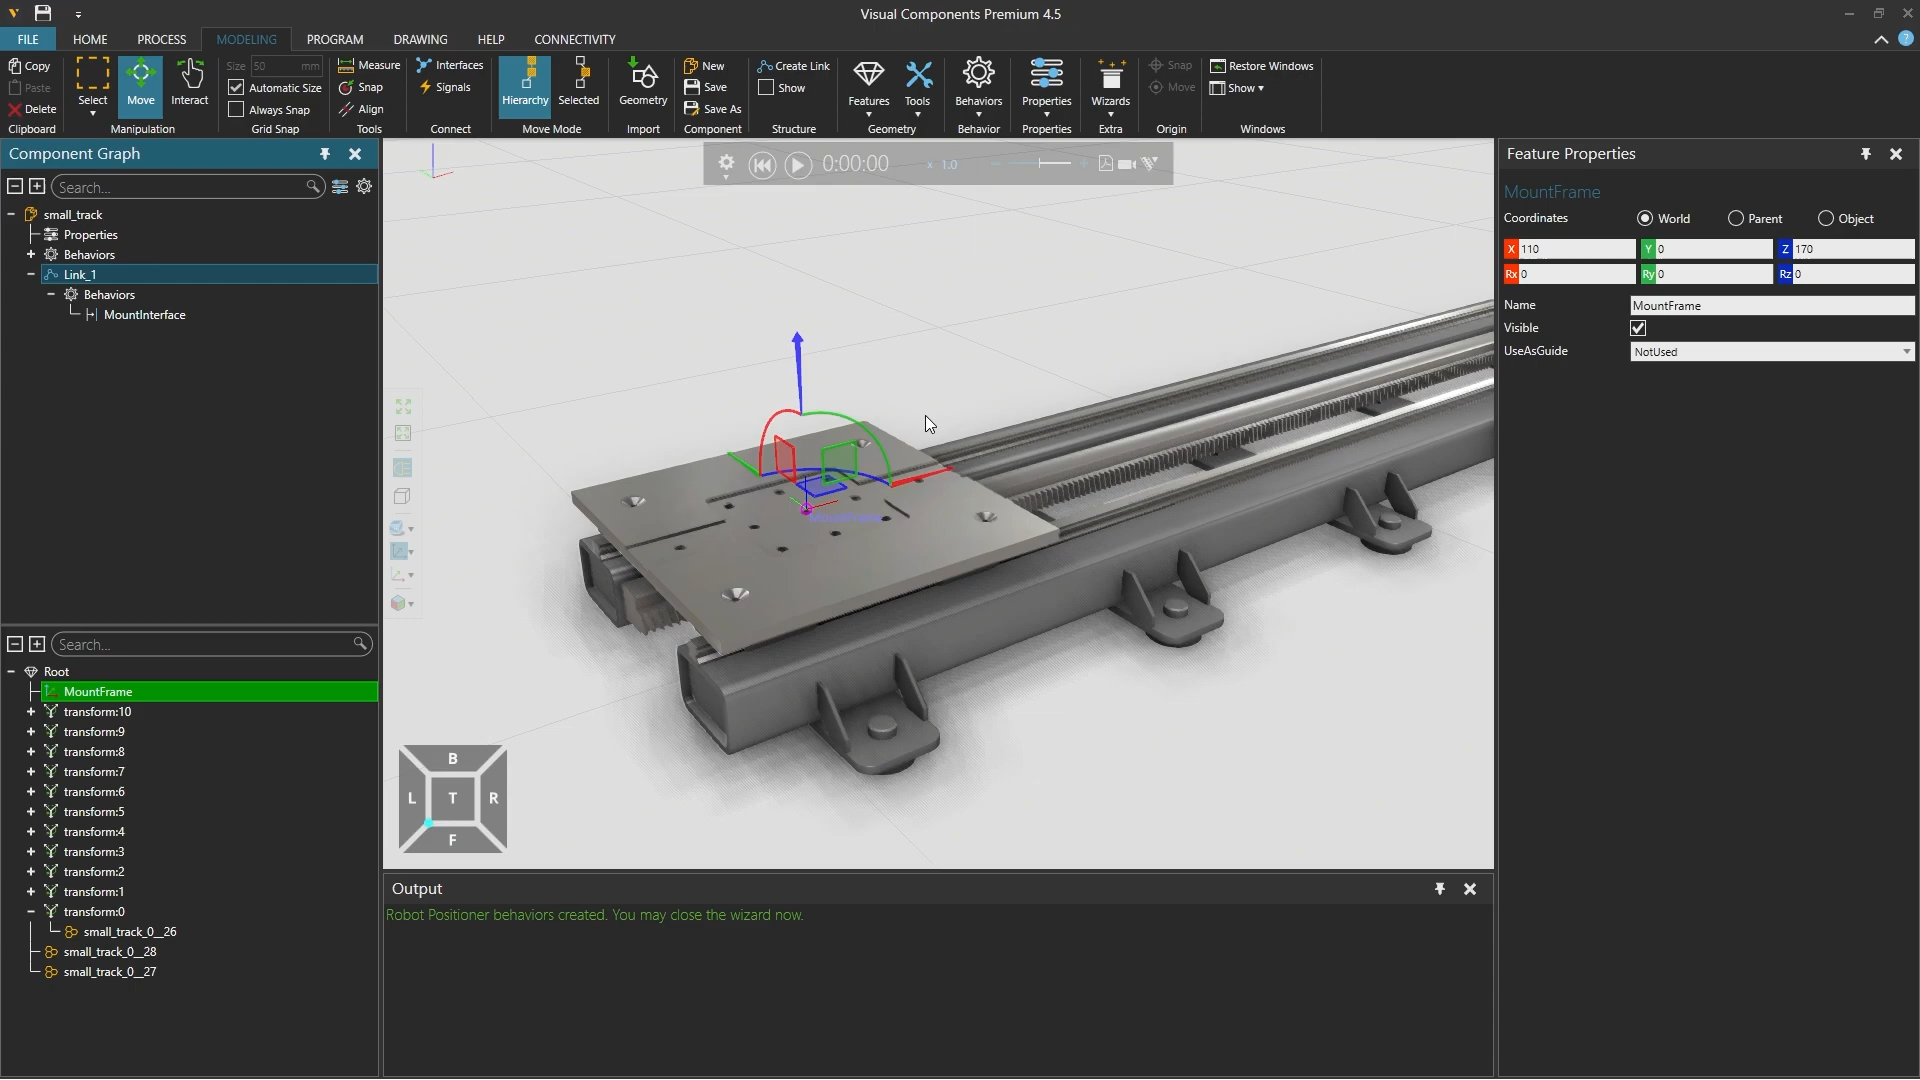 Visual Components Premium 4.5
FILE HOME PROCESS MODELING PROGRAM DRAWING HELP CONNECTIVITY
Copy
Paste
Delete
Clipboard
Select
Move
Interact
Manipulation
Size 50 mm
Automatic Size
Always Snap
Grid Snap
Measure
Snap
Align
Tools
Interfaces
Signals
Connect
Hierarchy
Selected
Move Mode
Geometry
Import
New
Save
Save As
Component
Create Link
Show
Structure
Features
Tools
Geometry
Behaviors
Behavior
Properties
Properties
Wizards
Extra
Snap
Move
Origin
Restore Windows
Show
Windows
Component Graph
Search...
small_track
Properties
Behaviors
Link_1
Behaviors
MountInterface
Search...
Root
MountFrame
transform:10
transform:9
transform:8
transform:7
transform:6
transform:5
transform:4
transform:3
transform:2
transform:1
transform:0
small_track_0__26
small_track_0__28
small_track_0__27
0:00:00 x 1.0
MountFrame
B
L T R
F
Output
Robot Positioner behaviors created. You may close the wizard now.
Feature Properties
MountFrame
Coordinates World Parent Object
X 110 Y 0 Z 170
Rx 0 Ry 0 Rz 0
Name MountFrame
Visible
UseAsGuide NotUsed